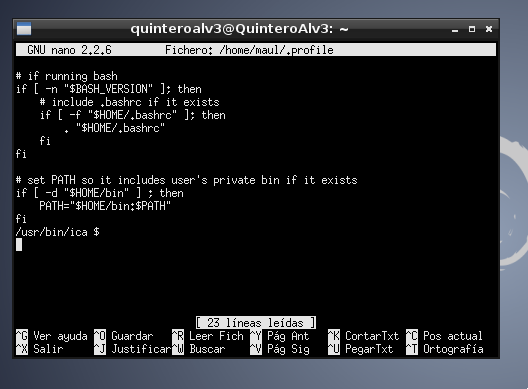 quinteroalv3@QuinteroAlv3: ~
GNU nano 2.2.6 Fichero: /home/maul/.profile
# if running bash
if [ -n "$BASH_VERSION" ]; then
    # include .bashrc if it exists
    if [ -f "$HOME/.bashrc" ]; then
        . "$HOME/.bashrc"
    fi
fi
# set PATH so it includes user's private bin if it exists
if [ -d "$HOME/bin" ] ; then
    PATH="$HOME/bin:$PATH"
fi
/usr/bin/ica $
[ 23 líneas leídas ]
^G Ver ayuda ^O Guardar ^R Leer Fich ^Y Pág Ant ^K CortarTxt ^C Pos actual
^X Salir ^J Justificar ^W Buscar ^V Pág Sig ^U PegarTxt ^T Ortografía